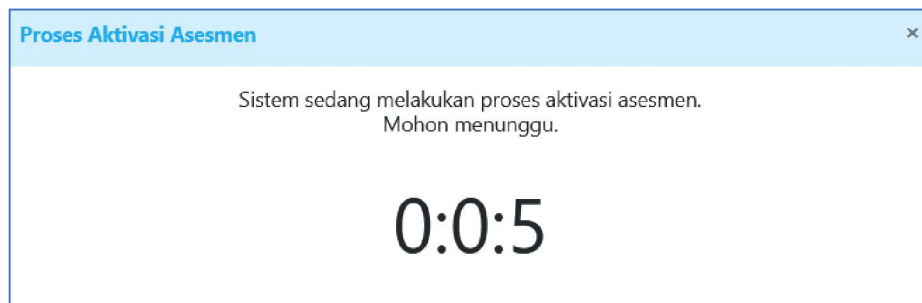 Proses Aktivasi Asesmen
×
Sistem sedang melakukan proses aktivasi asesmen.
Mohon menunggu.
0:0:5